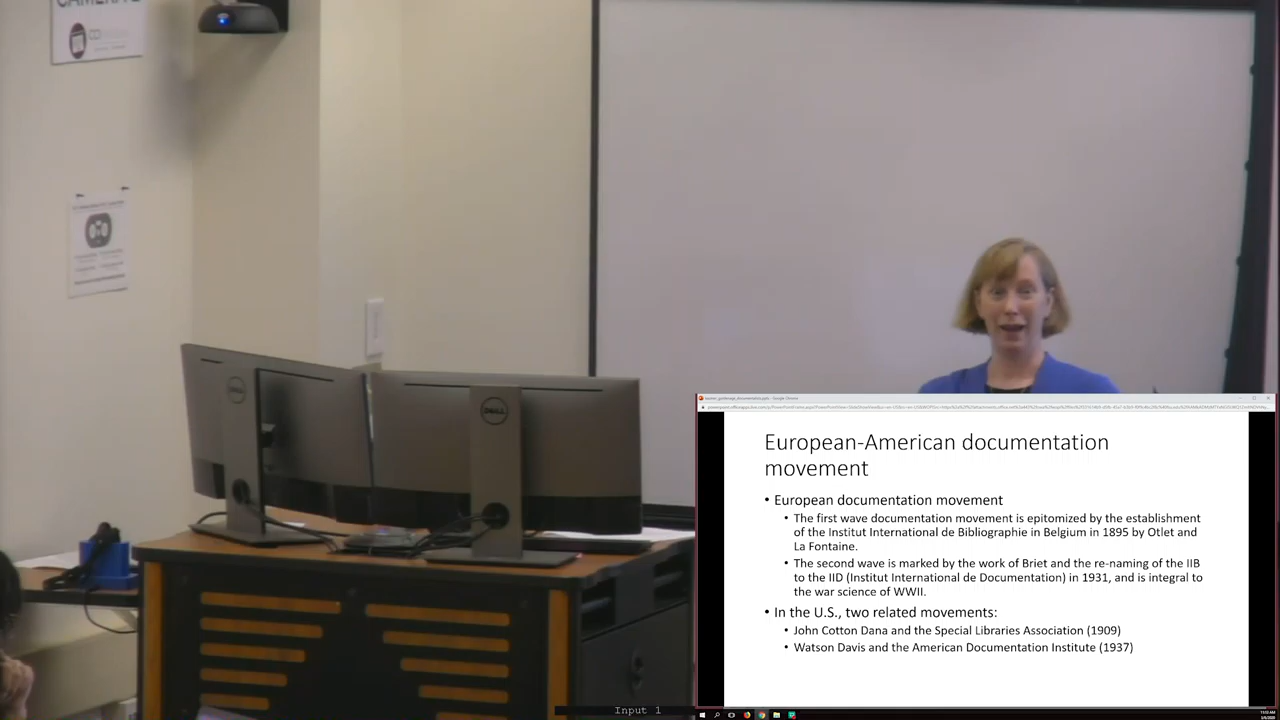 DELL
DELL
European-American documentation
movement
• European documentation movement
• The first wave documentation movement is epitomized by the establishment
of the Institut International de Bibliographie in Belgium in 1895 by Otlet and
La Fontaine.
• The second wave is marked by the work of Briet and the re-naming of the IIB
to the IID (Institut International de Documentation) in 1931, and is integral to
the war science of WWII.
• In the U.S., two related movements:
• John Cotton Dana and the Special Libraries Association (1909)
• Watson Davis and the American Documentation Institute (1937)
Input 1